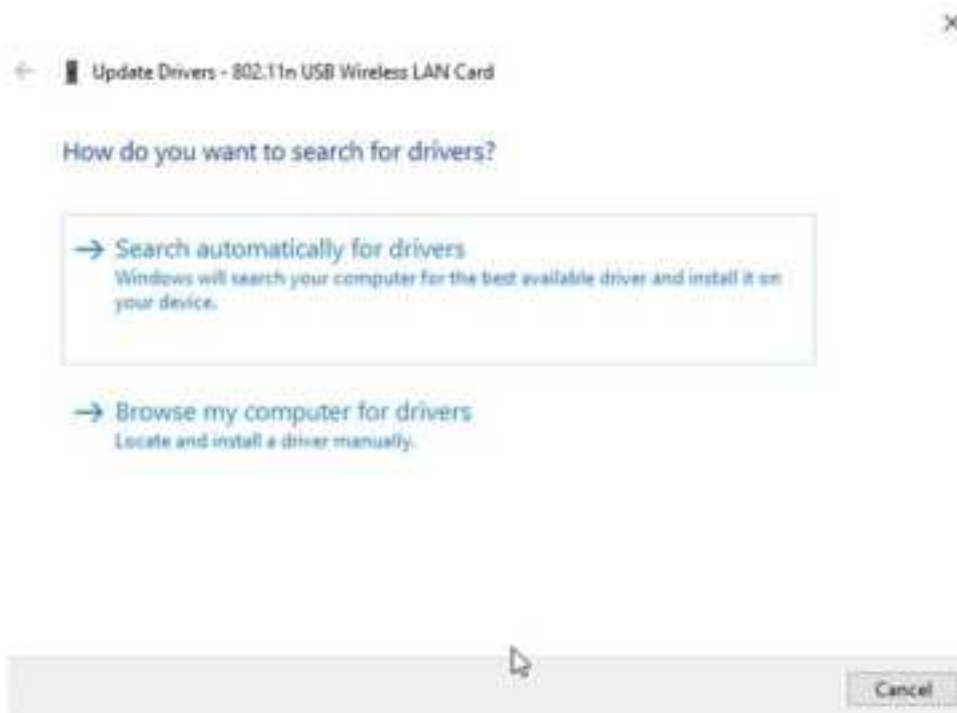 Update Drivers - 802.11n USB Wireless LAN Card
How do you want to search for drivers?
Search automatically for drivers
Windows will search your computer for the best available driver and install it on
your device.
Browse my computer for drivers
Locate and install a driver manually.
Cancel